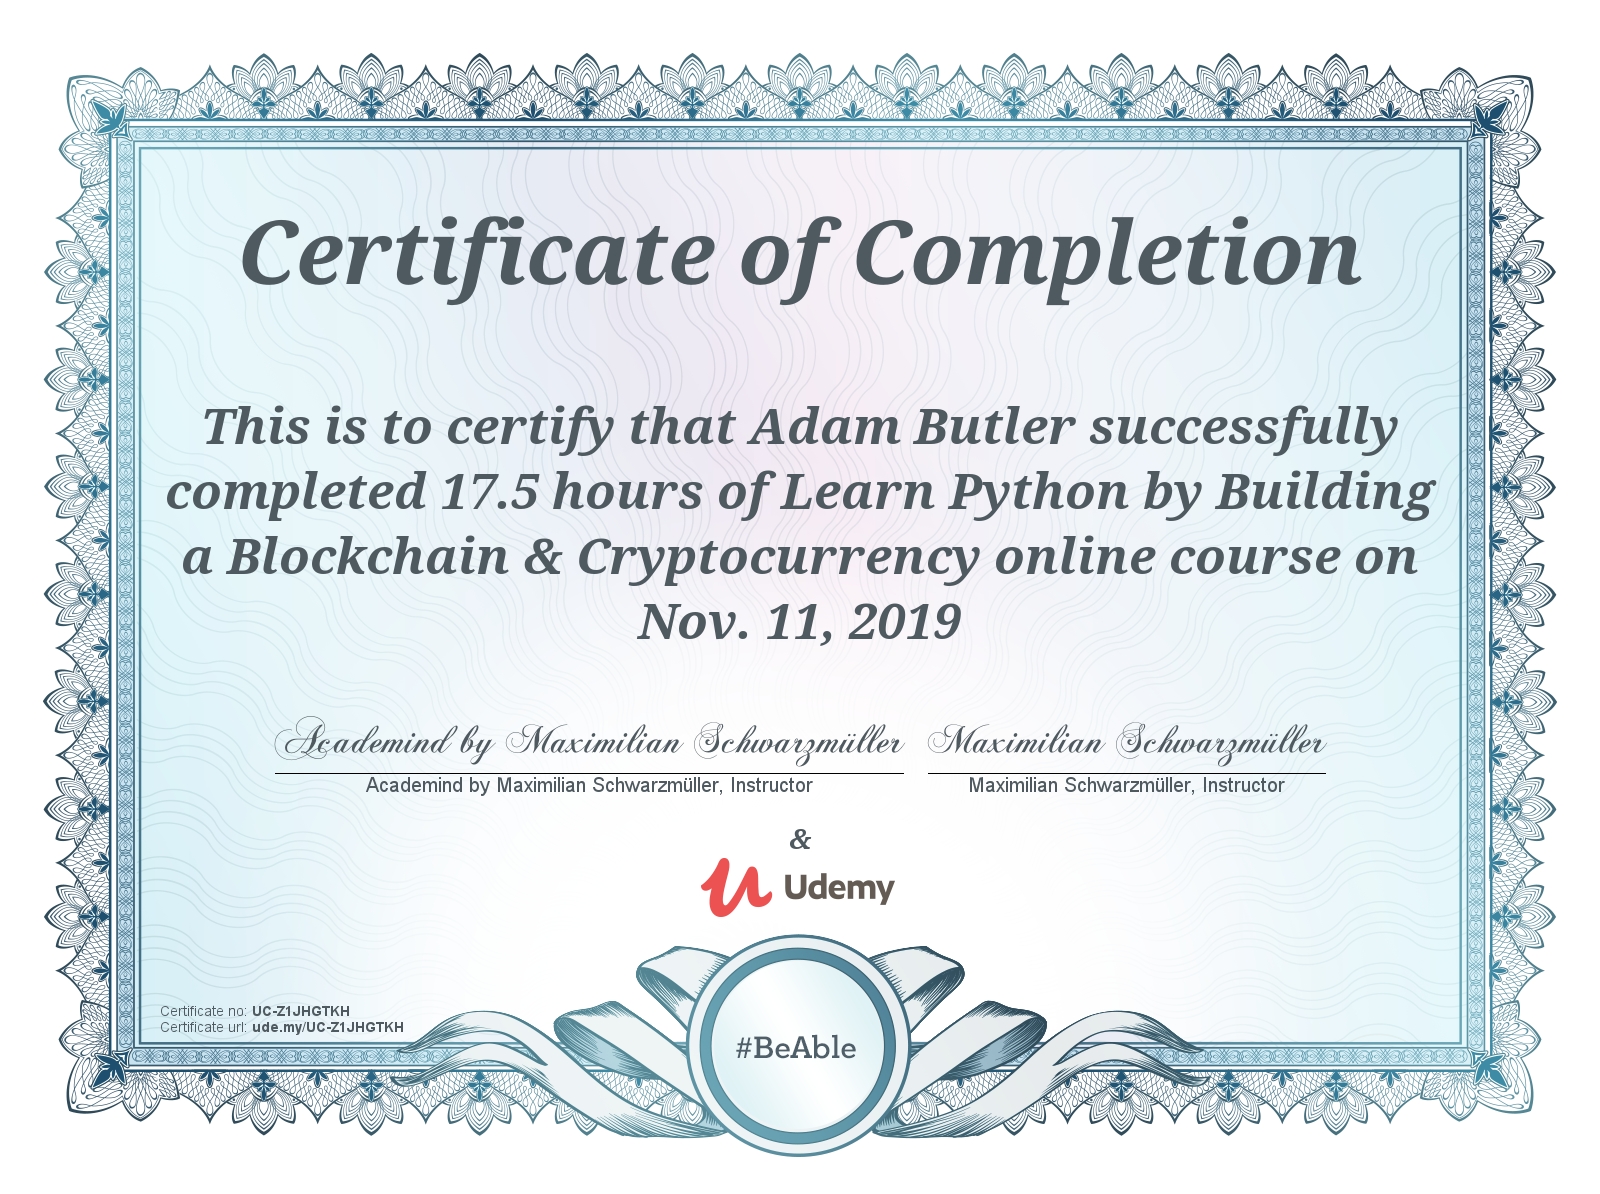 Certificate of Completion
This is to certify that Adam Butler successfully
completed 17.5 hours of Learn Python by Building
a Blockchain & Cryptocurrency online course on
Nov. 11, 2019
Academind by Maximilian Schwarzmüller Maximilian Schwarzmüller
Academind by Maximilian Schwarzmüller, Instructor Maximilian Schwarzmüller, Instructor
&
Udemy
Certificate no: UC-Z1JHGTKH
Certificate url: ude.my/UC-Z1JHGTKH
#BeAble